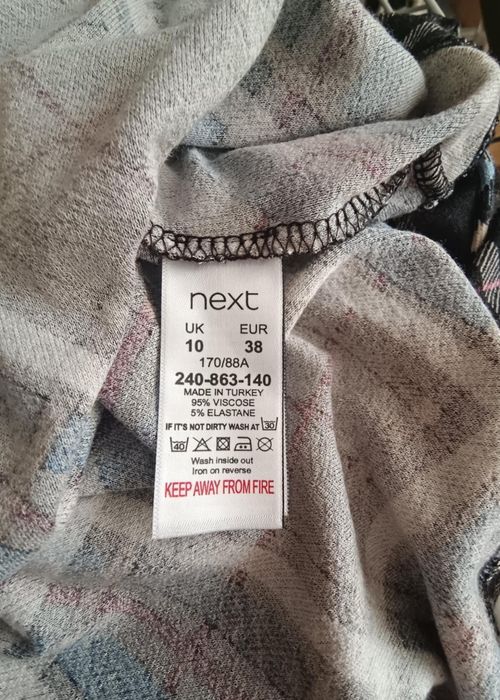 next
UK EUR
10 38
170/88A
240-863-140
MADE IN TURKEY
95% VISCOSE
5% ELASTANE
IF IT'S NOT DIRTY WASH AT 30
40
Wash inside out
Iron on reverse
KEEP AWAY FROM FIRE